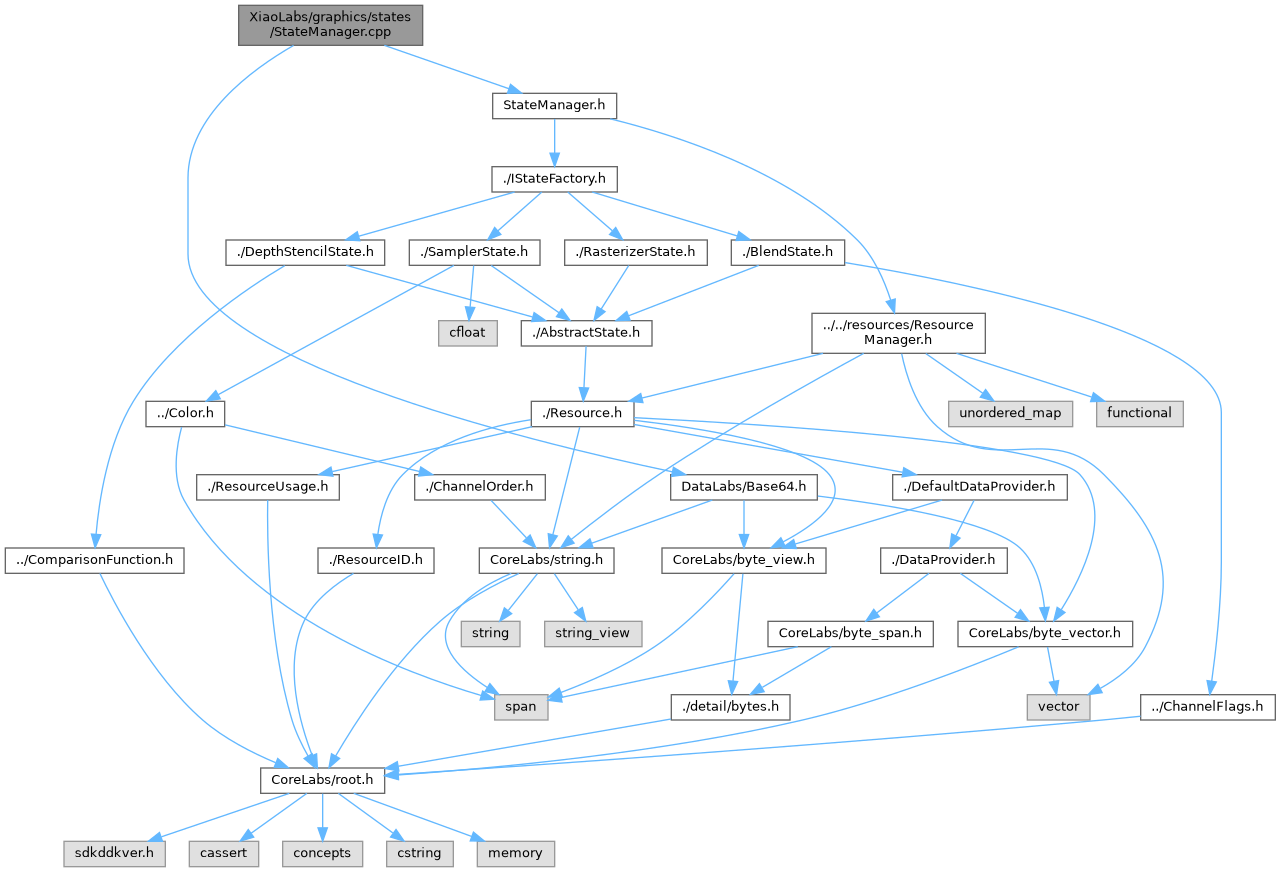 XiaoLabs/graphics/states
/StateManager.cpp
StateManager.h
./IStateFactory.h
./DepthStencilState.h
./SamplerState.h
./RasterizerState.h
./BlendState.h
cfloat
./AbstractState.h
../../resources/Resource
Manager.h
../Color.h
./Resource.h
unordered_map
functional
./ResourceUsage.h
./ChannelOrder.h
DataLabs/Base64.h
./DefaultDataProvider.h
../ComparisonFunction.h
./ResourceID.h
CoreLabs/string.h
CoreLabs/byte_view.h
./DataProvider.h
string
string_view
CoreLabs/byte_span.h
CoreLabs/byte_vector.h
span
./detail/bytes.h
vector
../ChannelFlags.h
CoreLabs/root.h
sdkddkver.h
cassert
concepts
cstring
memory